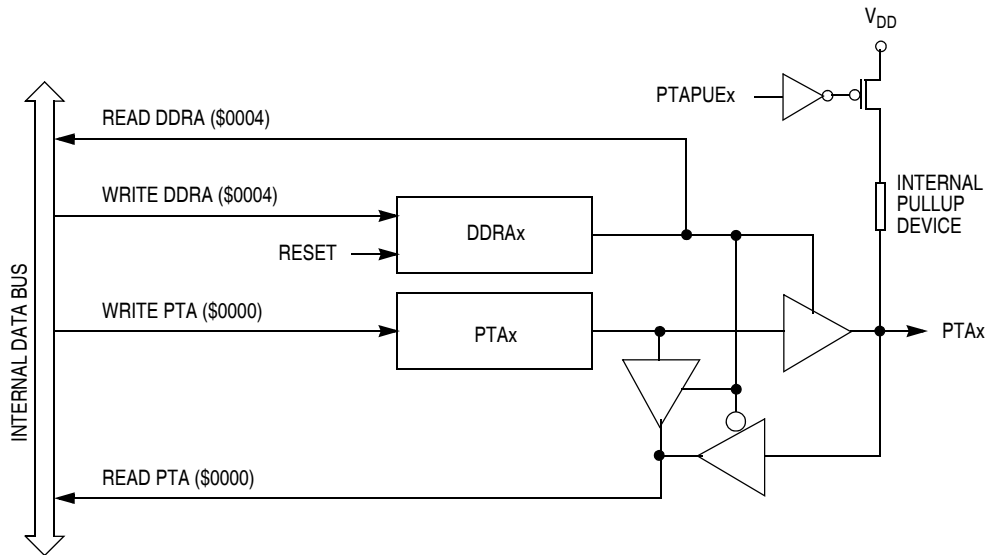 VDD
PTAPUEx
READ DDRA ($0004)
WRITE DDRA ($0004)
INTERNAL
PULLUP
DEVICE
DDRAx
RESET
WRITE PTA ($0000)
PTAx
PTAx
INTERNAL DATA BUS
READ PTA ($0000)